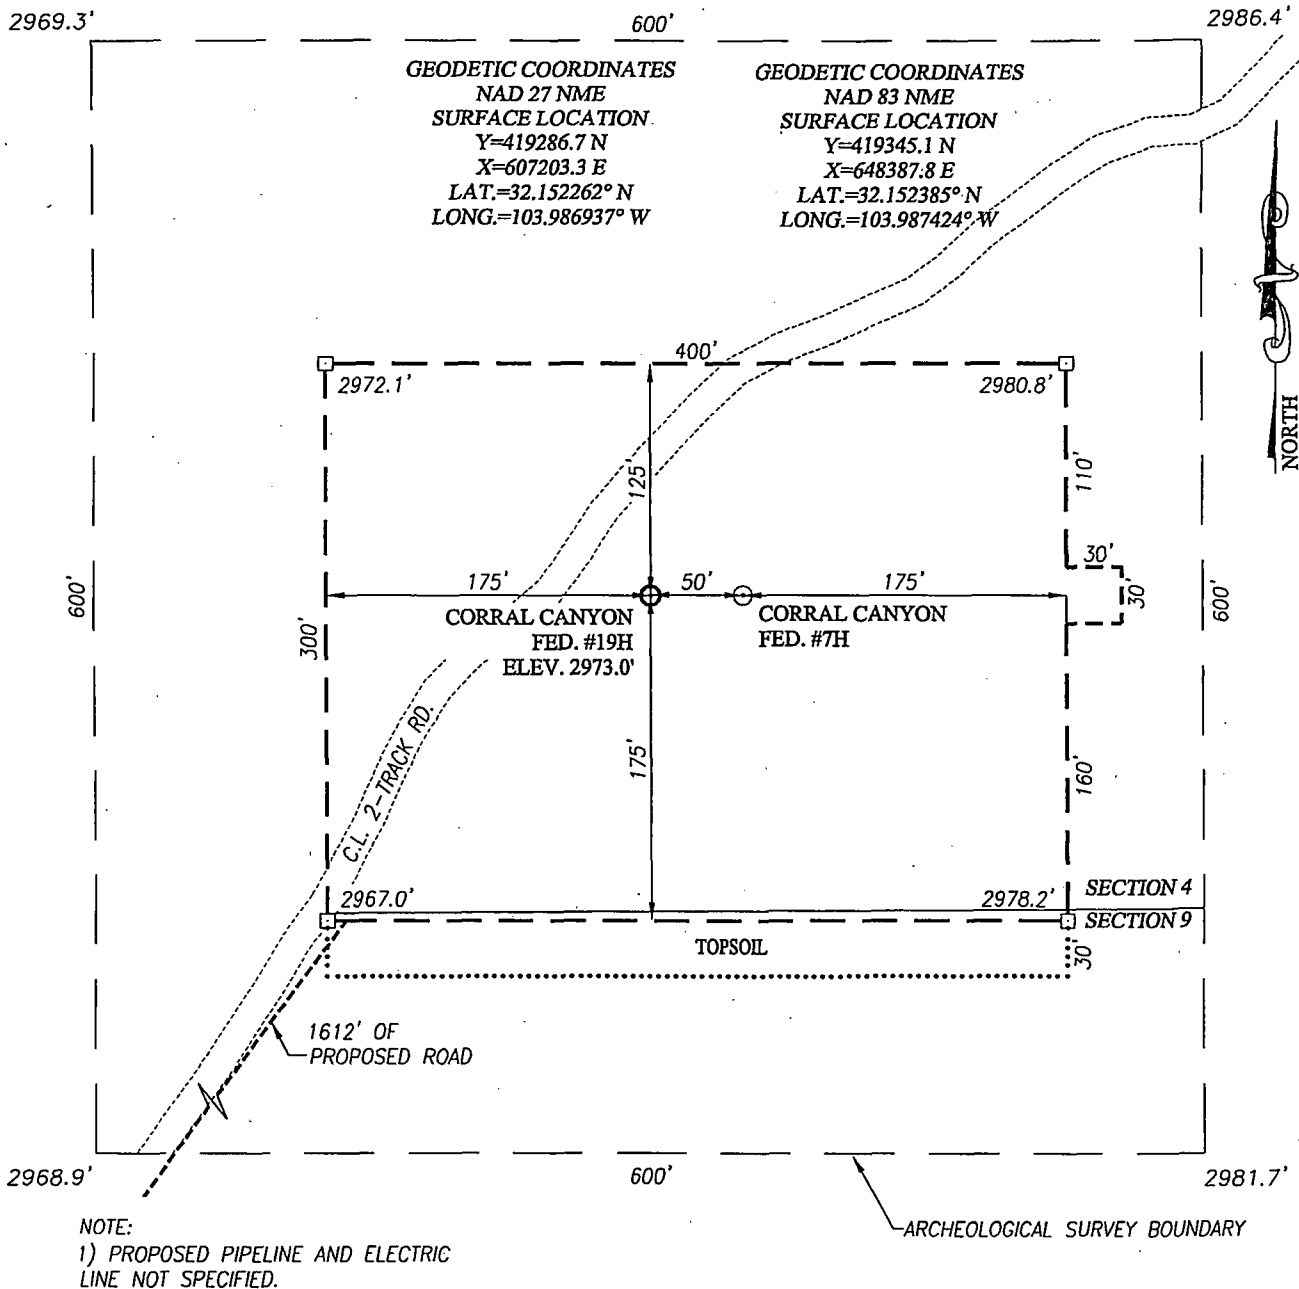 2969.3'
600'
2986.4'
GEODETIC COORDINATES
NAD 27 NME
SURFACE LOCATION
Y=419286.7 N
X=607203.3 E
LAT.=32.152262° N
LONG.=103.986937° W
GEODETIC COORDINATES
NAD 83 NME
SURFACE LOCATION
Y=419345.1 N
X=648387.8 E
LAT.=32.152385° N
LONG.=103.987424° W
NORTH
400'
2972.1'
2980.8'
125'
110'
30'
30'
600'
600'
300'
175'
50'
175'
CORRAL CANYON
FED. #19H
ELEV. 2973.0'
CORRAL CANYON
FED. #7H
C.L. 2-TRACK RD.
175'
160'
2967.0'
2978.2'
SECTION 4
SECTION 9
TOPSOIL
30'
1612' OF
PROPOSED ROAD
2968.9'
600'
2981.7'
ARCHEOLOGICAL SURVEY BOUNDARY
NOTE:
1) PROPOSED PIPELINE AND ELECTRIC
LINE NOT SPECIFIED.